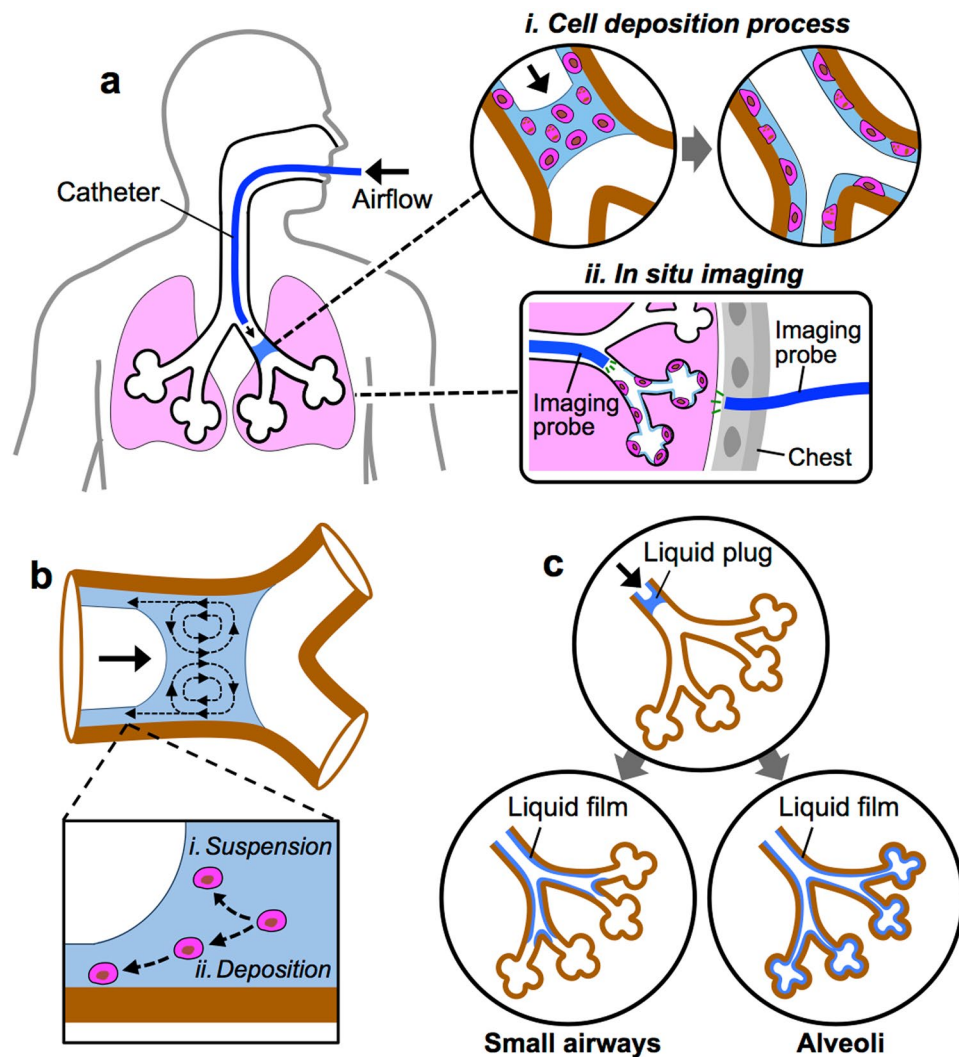 a
Catheter
Airflow
i. Cell deposition process
ii. In situ imaging
Imaging
probe
Imaging
probe
Chest
b
i. Suspension
ii. Deposition
c
Liquid plug
Liquid film
Small airways
Liquid film
Alveoli